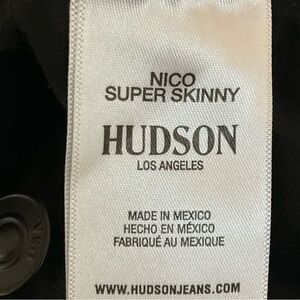 NICO
SUPER SKINNY
HUDSON
LOS ANGELES
MADE IN MEXICO
HECHO EN MÉXICO
FABRIQUÉ AU MEXIQUE
WWW.HUDSONJEANS.COM